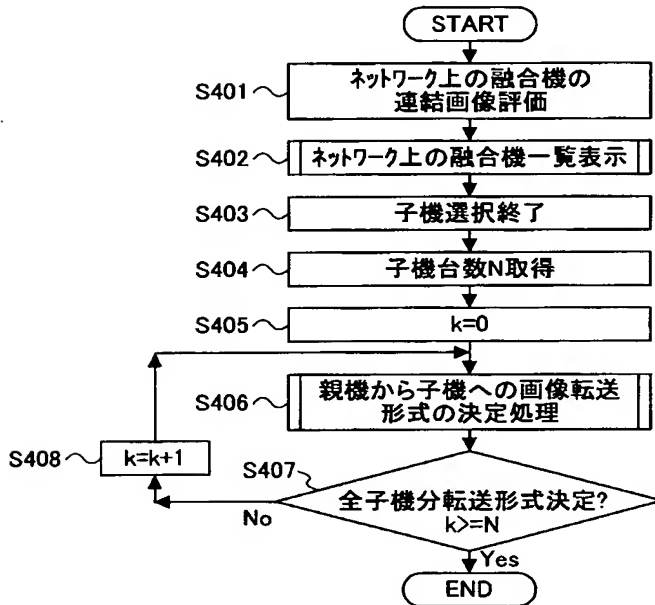 START
S401
ネットワーク上の融合機の
連結画像評価
S402
ネットワーク上の融合機一覧表示
S403
子機選択終了
S404
子機台数N取得
S405
k=0
S406
親機から子機への画像転送
形式の決定処理
S408
k=k+1
S407
全子機分転送形式決定?
k>=N
No
Yes
END